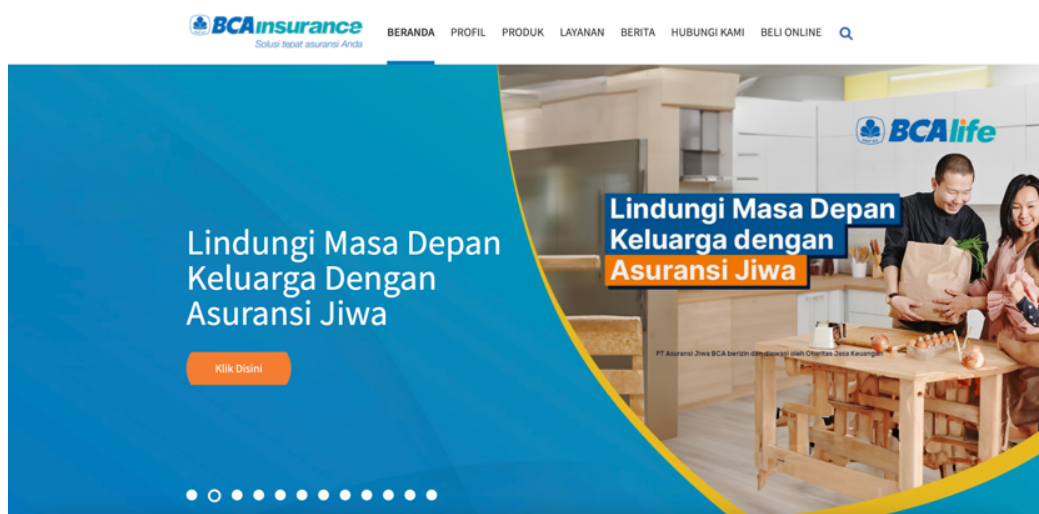 BCAinsurance
Solusi tepat asuransi Anda
BERANDA PROFIL PRODUK LAYANAN BERITA HUBUNGI KAMI BELI ONLINE
BCAlife
Lindungi Masa Depan
Keluarga dengan
Asuransi Jiwa
Lindungi Masa Depan
Keluarga Dengan
Asuransi Jiwa
PT Asuransi Jiwa BCA berizin dan diawasi oleh Otoritas Jasa Keuangan
Klik Disini